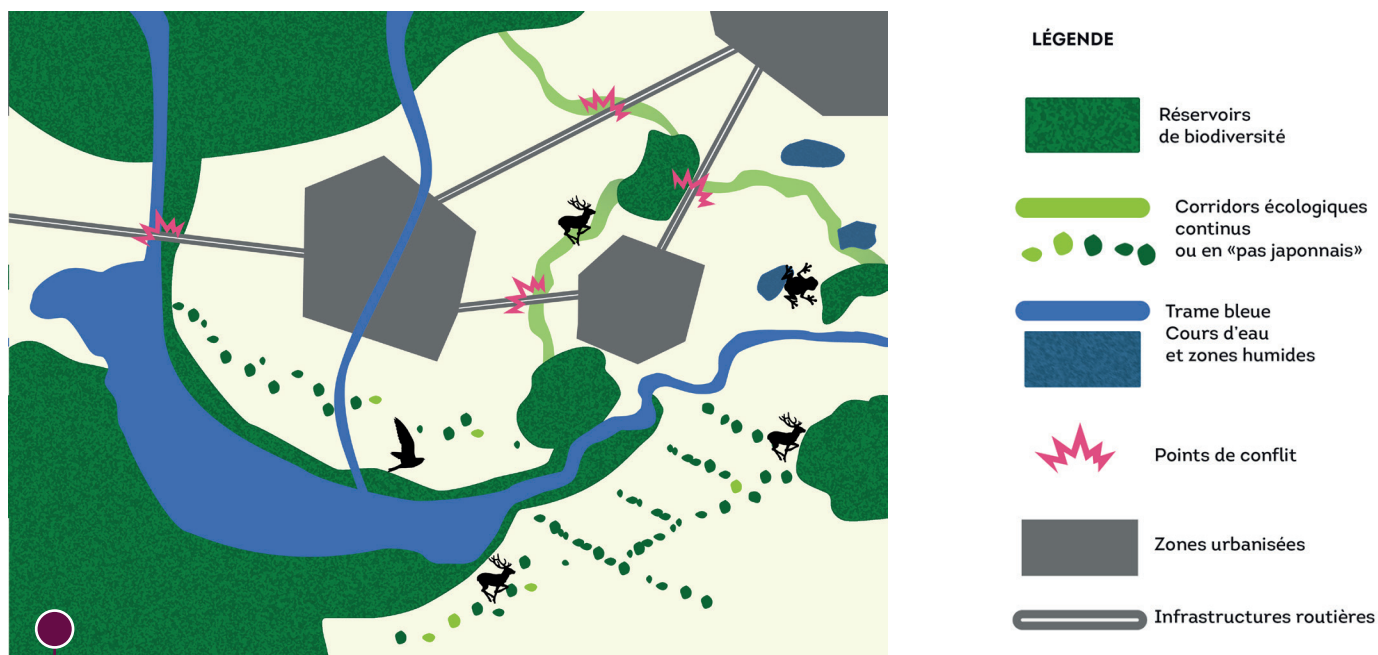 LÉGENDE
Réservoirs
de biodiversité
Corridors écologiques
continus
ou en «pas japonnais»
Trame bleue
Cours d'eau
et zones humides
Points de conflit
Zones urbanisées
Infrastructures routières